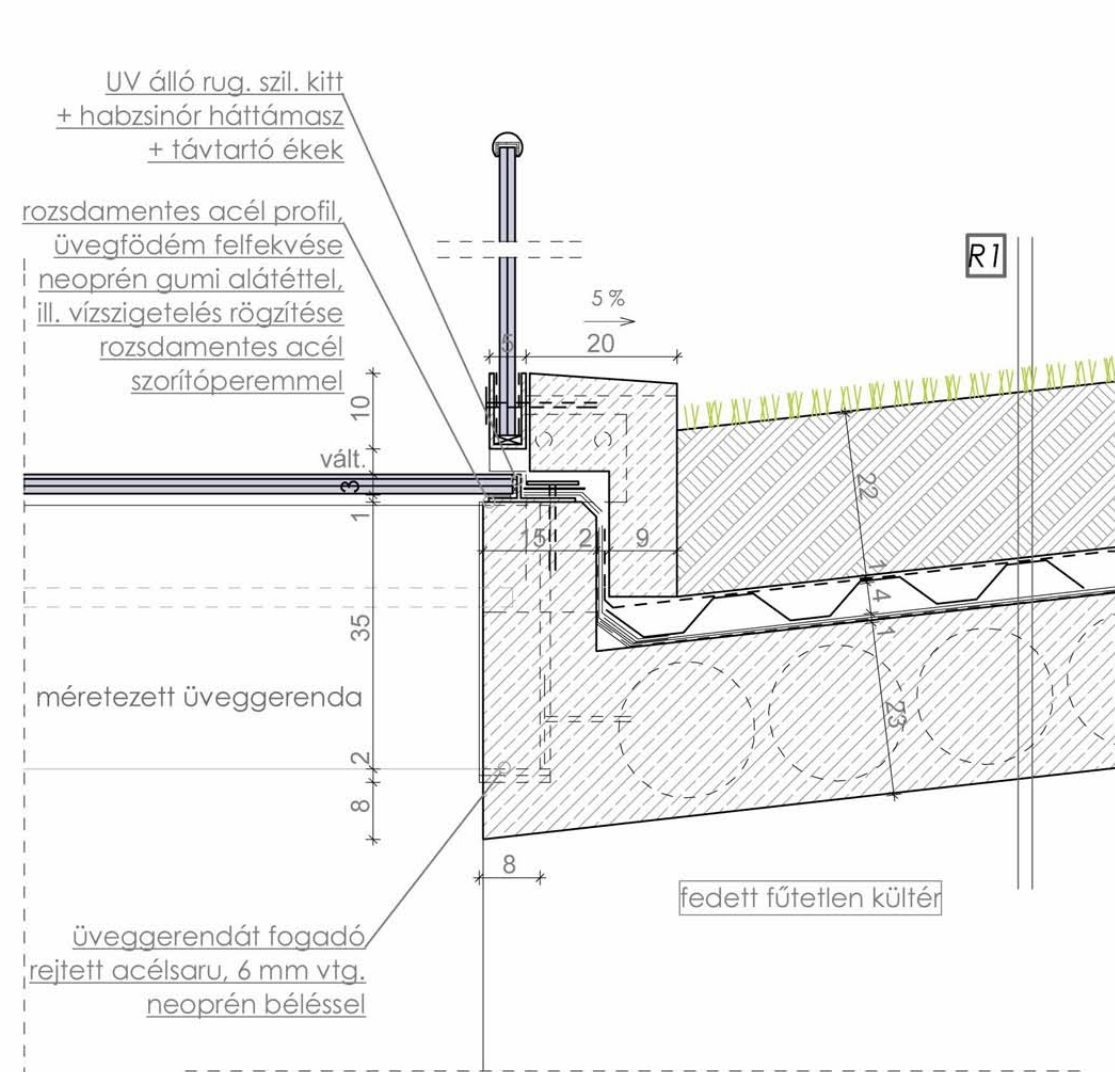 UV álló rug. szil. kitt
+ habzsinór háttámasz
+ távtartó ékek
rozsdamentes acél profil,
üvegfödém felfekvése
neoprén gumi alátéttel,
ill. vízszigetelés rögzítése
rozsdamentes acél
szorítóperemmel
R1
5 %
5
20
10
vált.
3
1
15
2
9
22
1
4
1
35
23
méretezett üveggerenda
2
8
8
fedett fűtetlen kültér
üveggerendát fogadó
rejtett acélsaru, 6 mm vtg.
neoprén béléssel